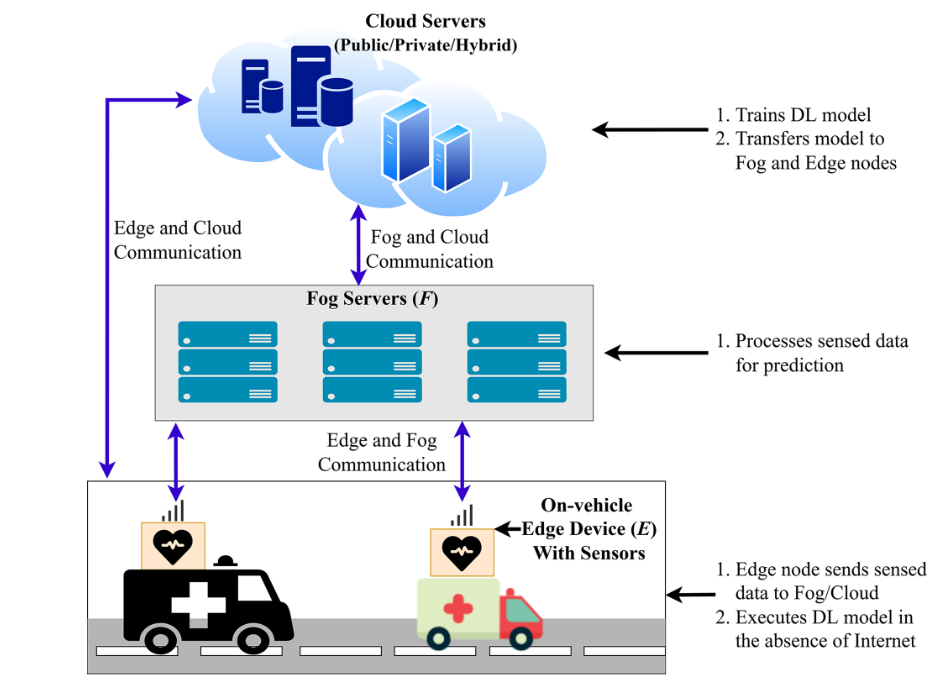 Cloud Servers
(Public/Private/Hybrid)
1. Trains DL model
2. Transfers model to
Fog and Edge nodes
Edge and Cloud
Communication
Fog and Cloud
Communication
Fog Servers (F)
1. Processes sensed data
for prediction
Edge and Fog
Communication
On-vehicle
Edge Device (E)
With Sensors
1. Edge node sends sensed
data to Fog/Cloud
2. Executes DL model in
the absence of Internet